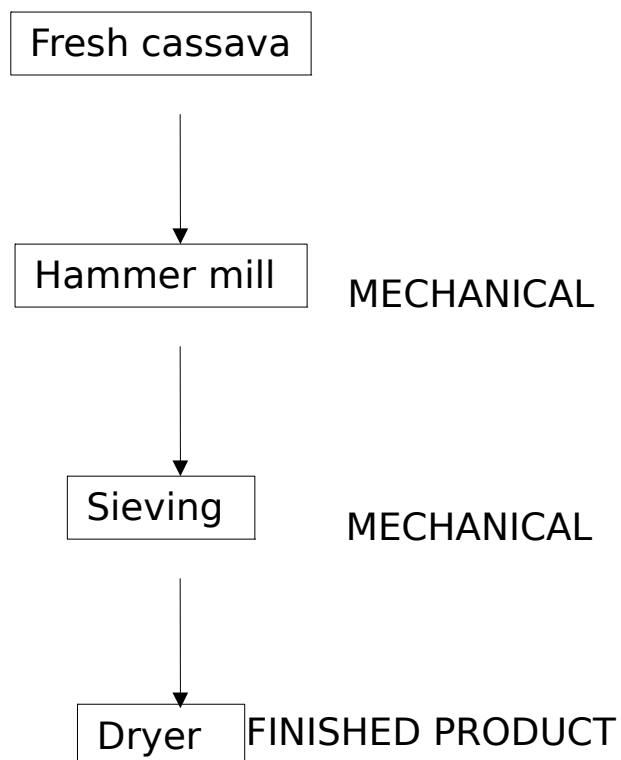 Fresh cassava
Hammer mill
MECHANICAL
Sieving
MECHANICAL
Dryer
FINISHED PRODUCT